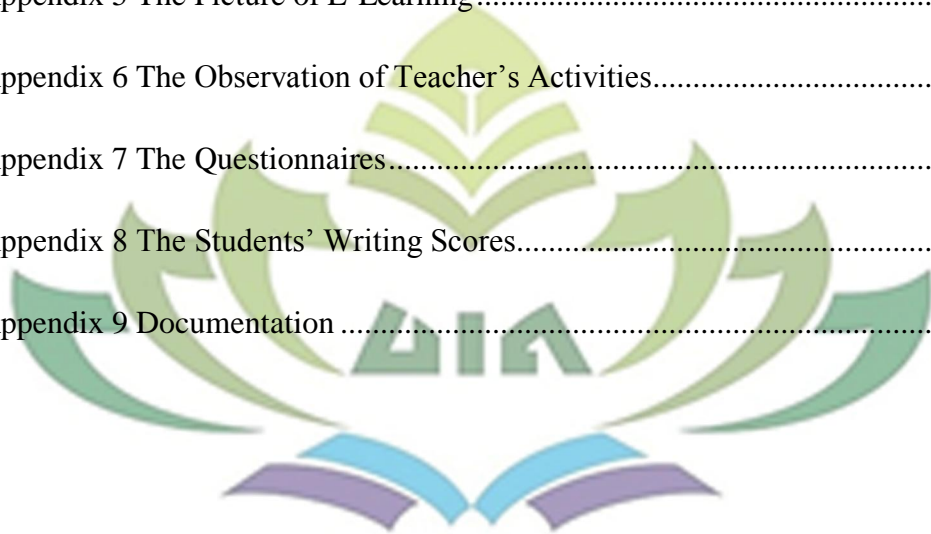 ppendix 5 The Picture of E-Learning..........................................................
ppendix 6 The Observation of Teacher's Activities...................................
ppendix 7 The Questionnaires....................................................................
ppendix 8 The Students' Writing Scores....................................................
ppendix 9 Documentation ..........................................................................